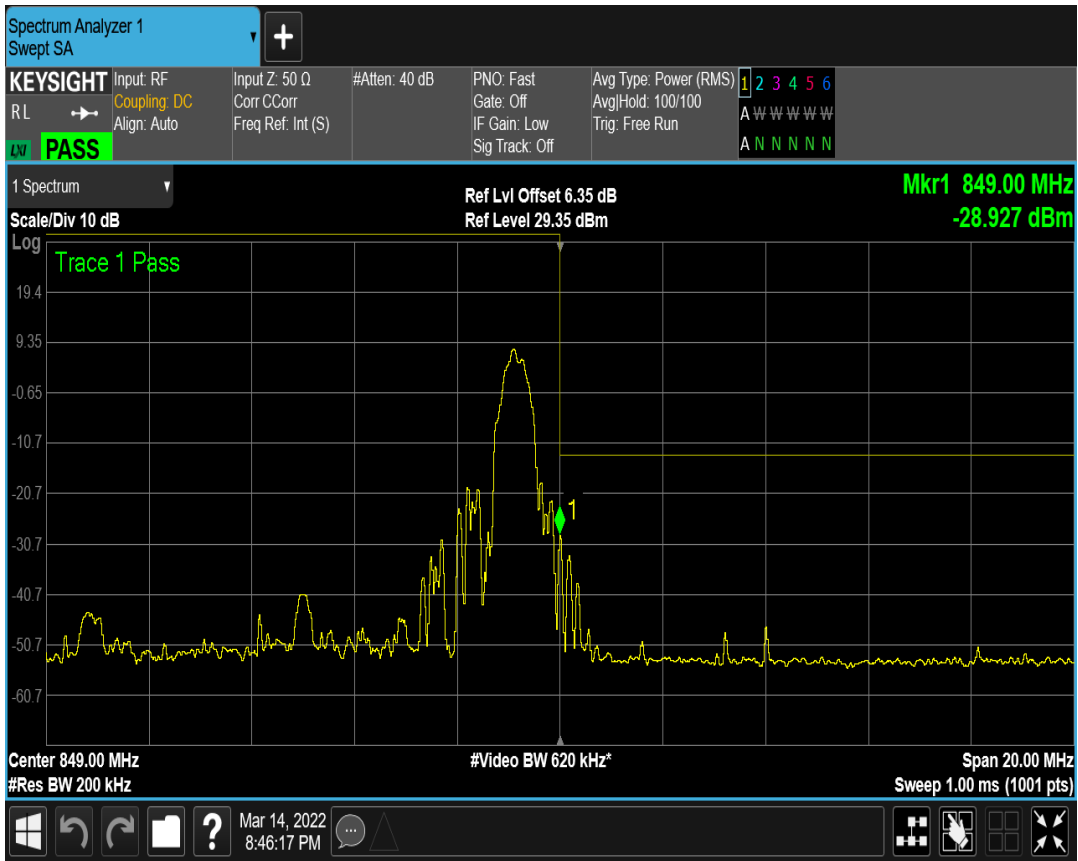 Spectrum Analyzer 1
Swept SA
+
KEYSIGHT
R L
LXI
PASS
Input: RF
Coupling: DC
Align: Auto
Input Z: 50 Ω
Corr CCorr
Freq Ref: Int (S)
#Atten: 40 dB
PNO: Fast
Gate: Off
IF Gain: Low
Sig Track: Off
Avg Type: Power (RMS)
Avg|Hold: 100/100
Trig: Free Run
1 2 3 4 5 6
A W W W W W
A N N N N N
1 Spectrum
Scale/Div 10 dB
Ref Lvl Offset 6.35 dB
Ref Level 29.35 dBm
Mkr1 849.00 MHz
-28.927 dBm
Log
Trace 1 Pass
19.4
9.35
-0.65
-10.7
-20.7
1
-30.7
-40.7
-50.7
-60.7
Center 849.00 MHz
#Video BW 620 kHz*
Span 20.00 MHz
#Res BW 200 kHz
Sweep 1.00 ms (1001 pts)
?
Mar 14, 2022
8:46:17 PM